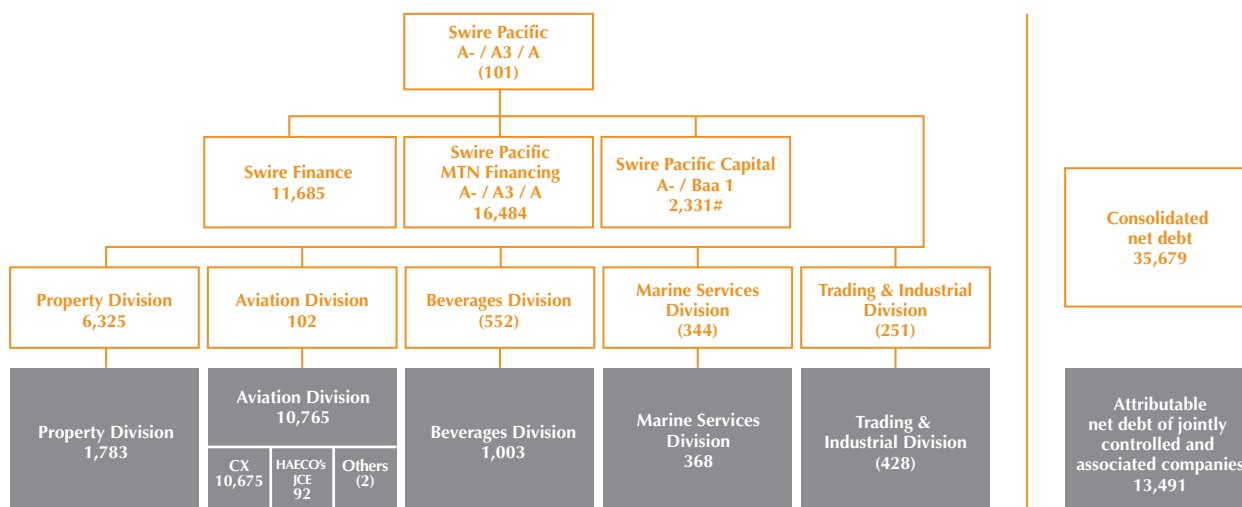 Swire Pacific
A- / A3 / A
(101)
Swire Finance
11,685
Swire Pacific
MTN Financing
A- / A3 / A
16,484
Swire Pacific Capital
A- / Baa 1
2,331#
Consolidated
net debt
35,679
Property Division
6,325
Aviation Division
102
Beverages Division
(552)
Marine Services
Division
(344)
Trading & Industrial
Division
(251)
Property Division
1,783
Aviation Division
10,765
CX
10,675
HAECO's
JCE
92
Others
(2)
Beverages Division
1,003
Marine Services
Division
368
Trading &
Industrial Division
(428)
Attributable
net debt of jointly
controlled and
associated companies
13,491